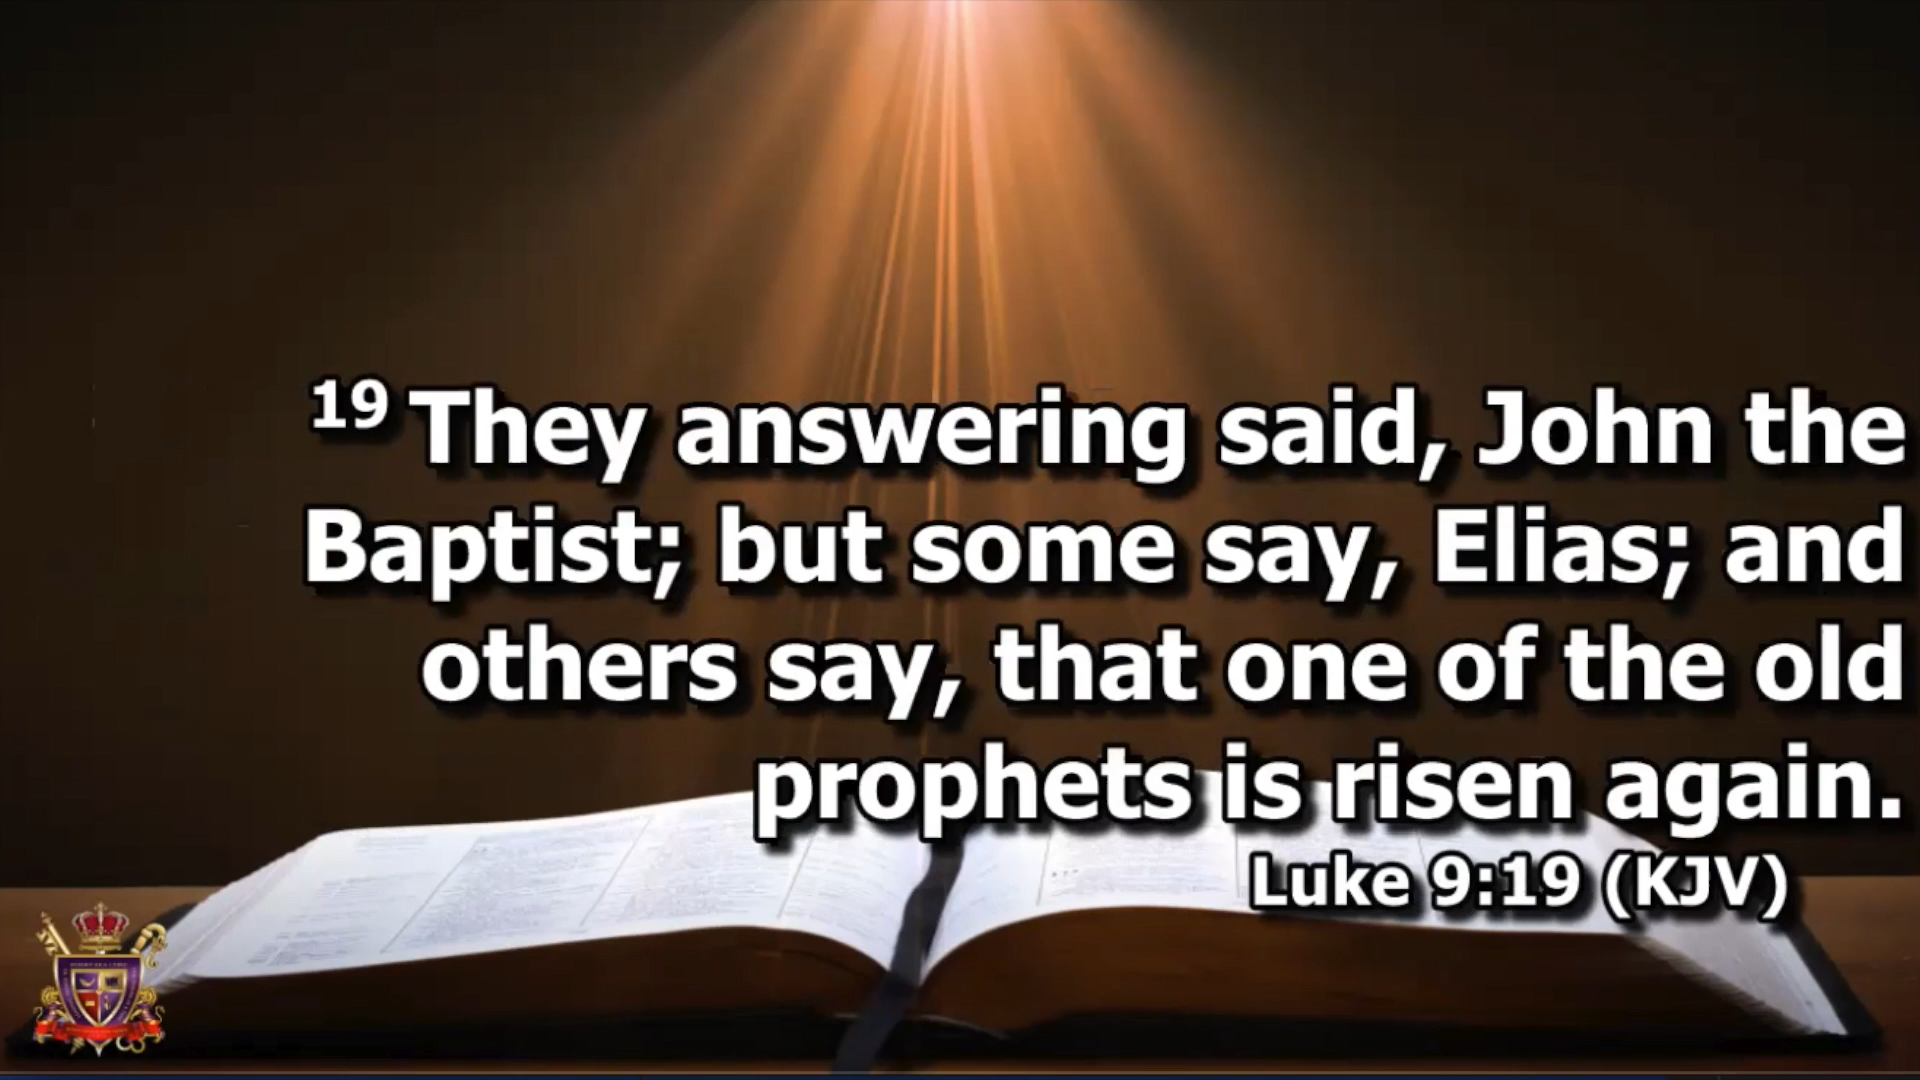 19 They answering said, John the
Baptist; but some say, Elias; and
others say, that one of the old
prophets is risen again.
Luke 9:19 (KJV)